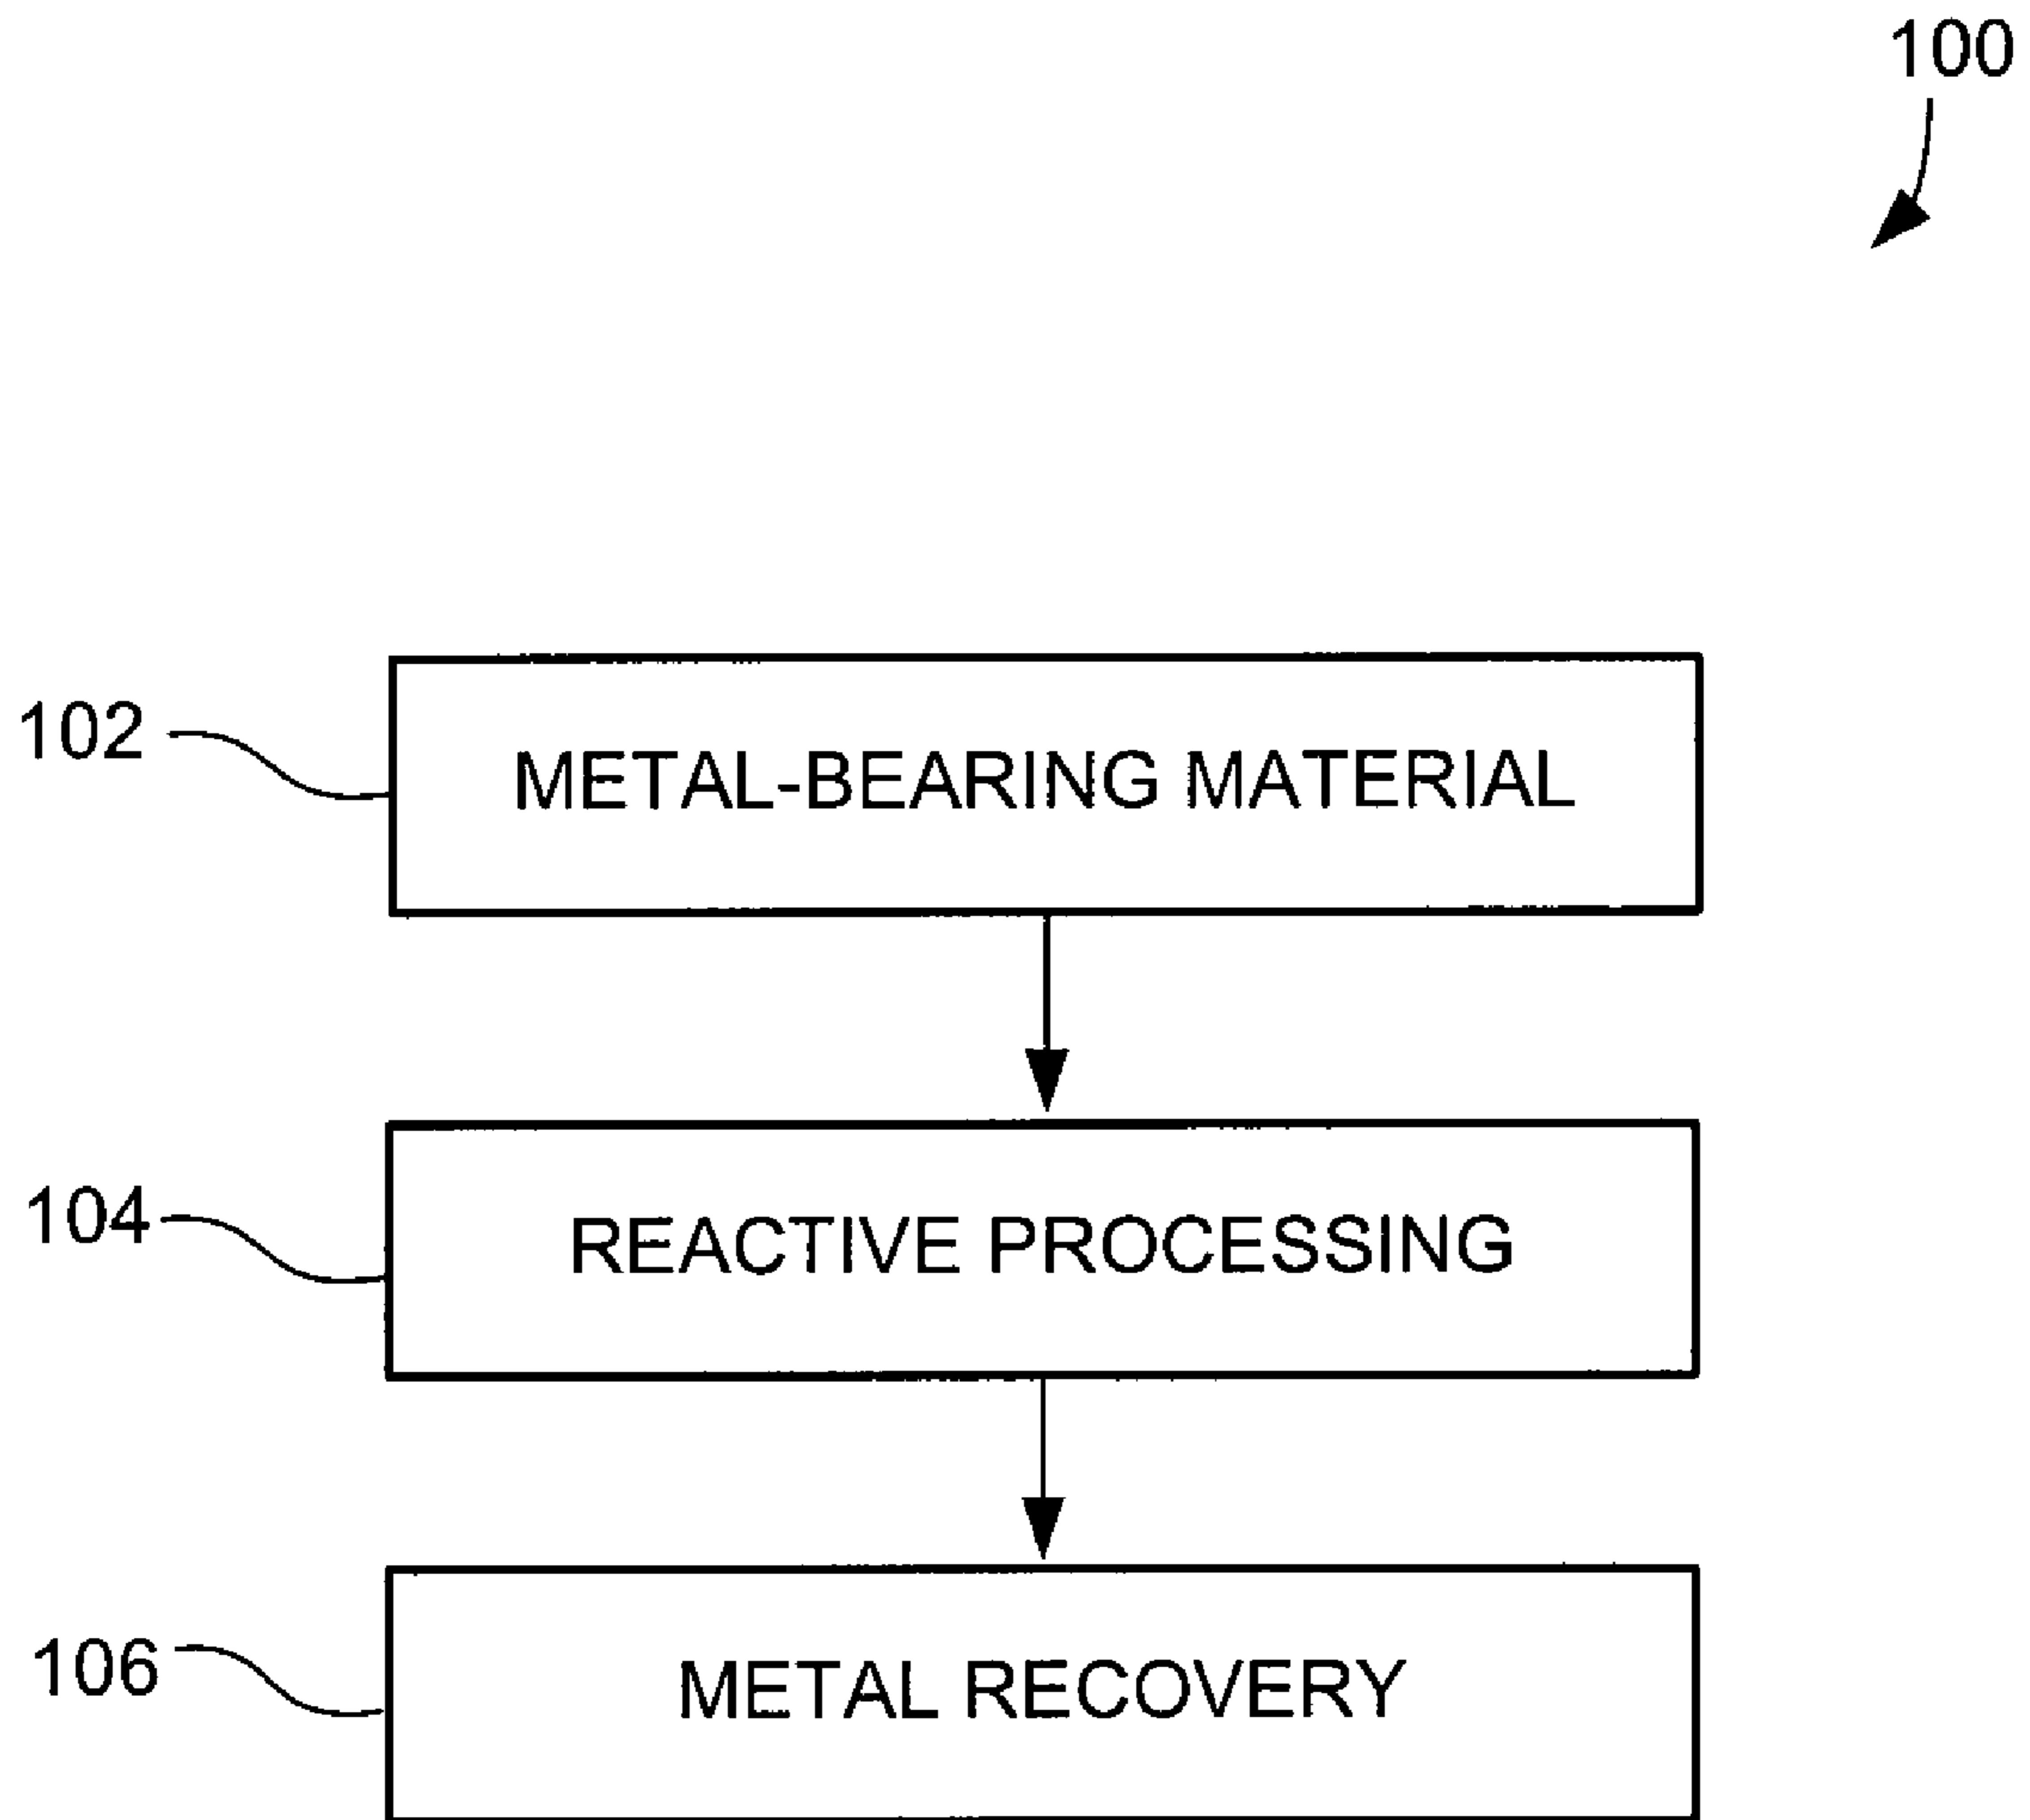 100
102
METAL-BEARING MATERIAL
104
REACTIVE PROCESSING
106
METAL RECOVERY